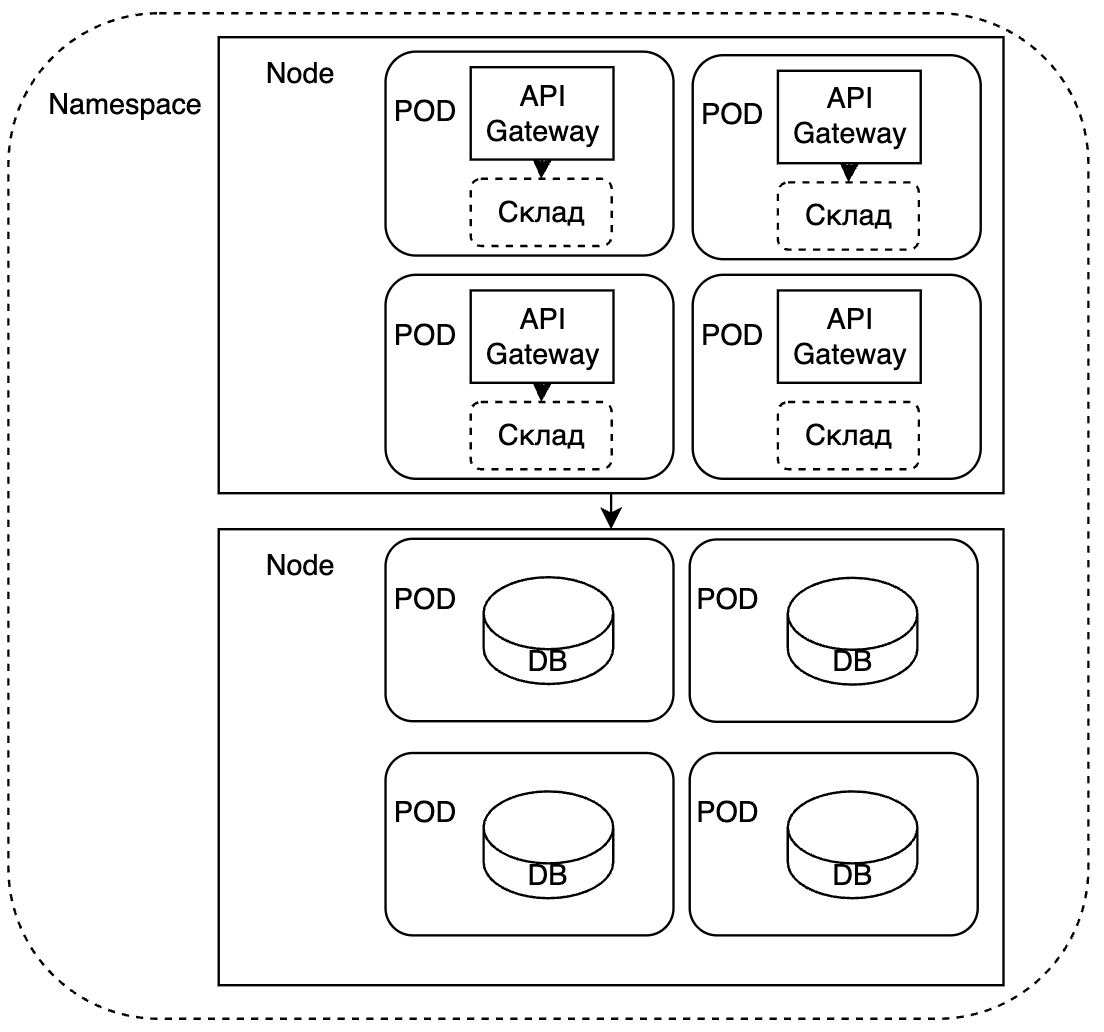 Namespace
Node
POD
API
Gateway
Склад
POD
API
Gateway
Склад
POD
API
Gateway
Склад
POD
API
Gateway
Склад
Node
POD
DB
POD
DB
POD
DB
POD
DB